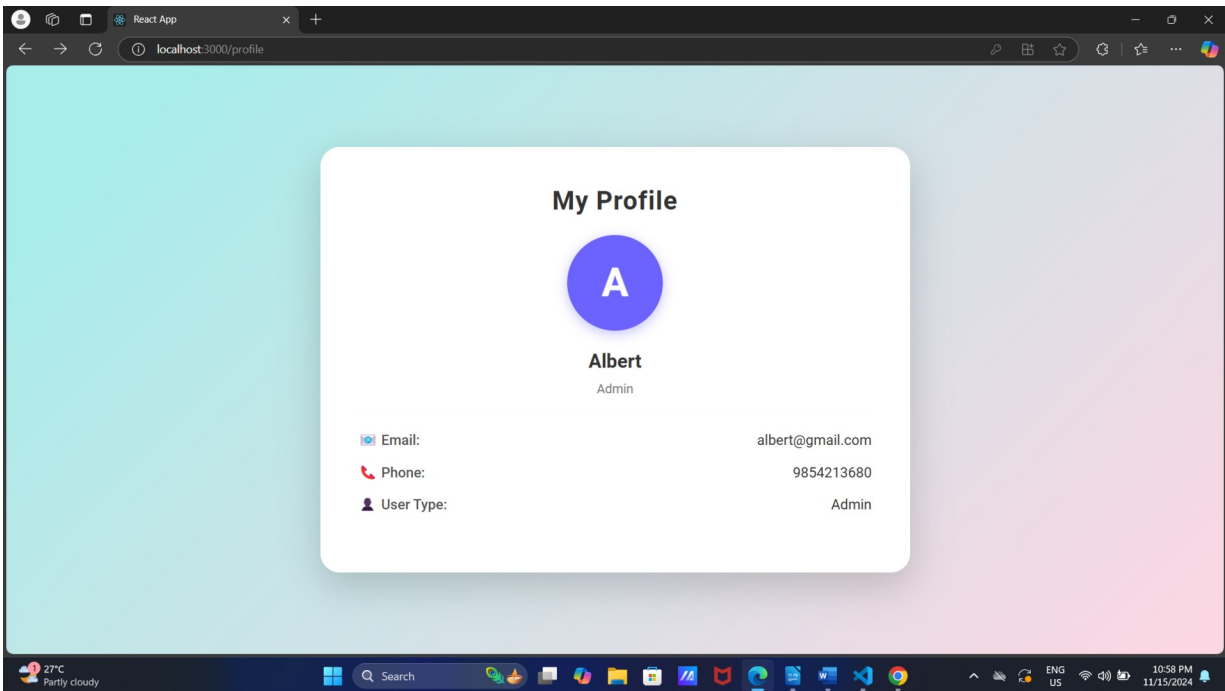 React App
localhost:3000/profile
My Profile
A
Albert
Admin
Email: albert@gmail.com
Phone: 9854213680
User Type: Admin
1
27°C
Partly cloudy
Search
W
ENG
US
10:58 PM
11/15/2024